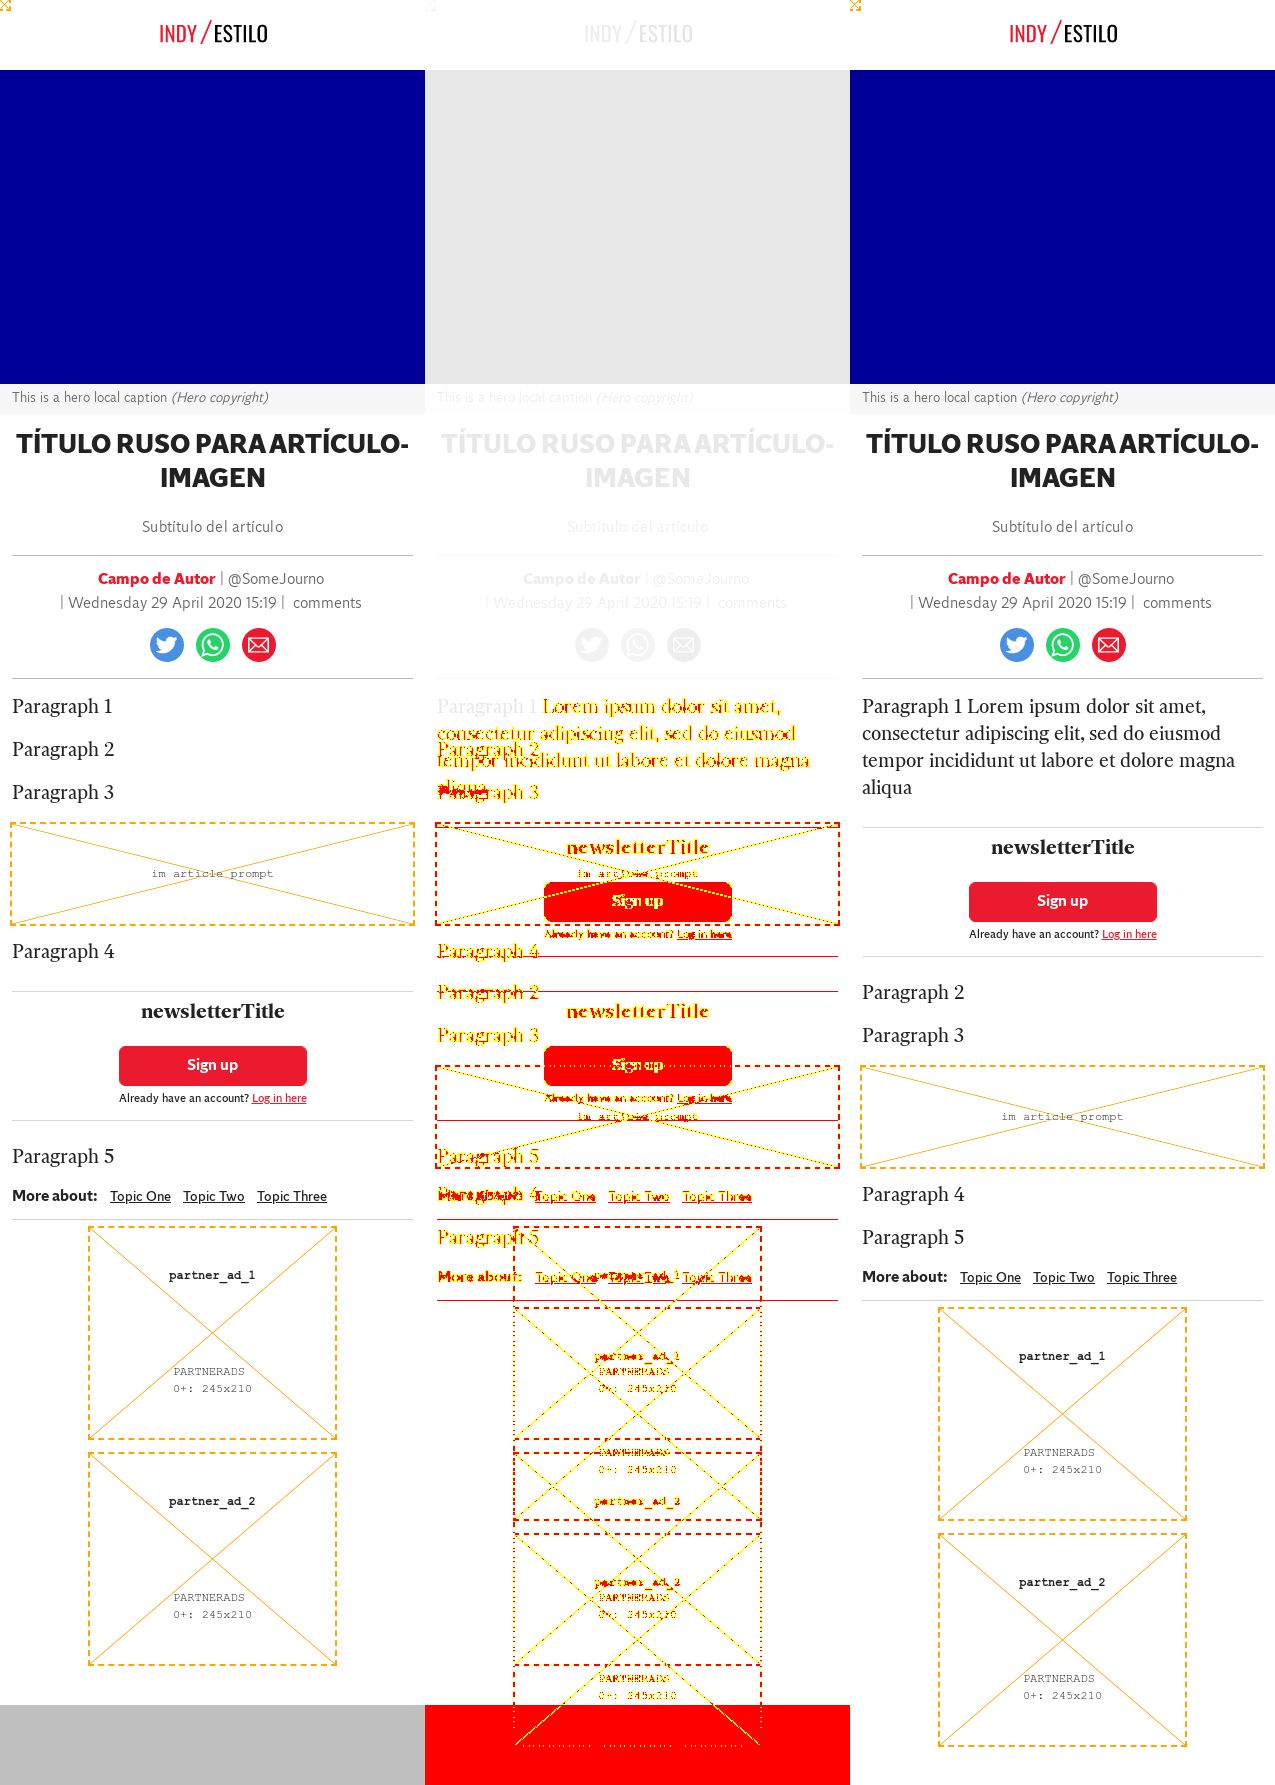 INDY/ESTILO
This is a hero local caption (Hero copyright)
TÍTULO RUSO PARA ARTÍCULO-
IMAGEN
Subtítulo del artículo
Campo de Autor | @SomeJourno
| Wednesday 29 April 2020 15:19 | comments
Paragraph 1
Paragraph 2
Paragraph 3
im article prompt
Paragraph 4
newsletterTitle
Sign up
Already have an account? Log in here
Paragraph 5
More about: Topic One Topic Two Topic Three
partner_ad_1
PARTNERADS
0+: 245x210
partner_ad_2
PARTNERADS
0+: 245x210
INDY/ESTILO
This is a hero local caption (Hero copyright)
TÍTULO RUSO PARA ARTÍCULO-
IMAGEN
Subtítulo del artículo
Campo de Autor | @SomeJourno
| Wednesday 29 April 2020 15:19 | comments
Paragraph 1 Lorem ipsum dolor sit amet,
consectetur adipiscing elit, sed do eiusmod
Paragraph 2
tempor incididunt ut labore et dolore magna
aliqua
Paragraph 3
newsletterTitle
im article prompt
Sign up
Already have an account? Log in here
Paragraph 4
Paragraph 2
newsletterTitle
Paragraph 3
Sign up
Already have an account? Log in here
im article prompt
Paragraph 5
Paragraph 4
More about: Topic One Topic Two Topic Three
Paragraph 5
partner_ad_1
More about: Topic One Topic Two Topic Three
partner_ad_1
PARTNERADS
0+: 245x210
PARTNERADS
0+: 245x210
partner_ad_2
partner_ad_2
PARTNERADS
0+: 245x210
PARTNERADS
0+: 245x210
INDY/ESTILO
This is a hero local caption (Hero copyright)
TÍTULO RUSO PARA ARTÍCULO-
IMAGEN
Subtítulo del artículo
Campo de Autor | @SomeJourno
| Wednesday 29 April 2020 15:19 | comments
Paragraph 1 Lorem ipsum dolor sit amet,
consectetur adipiscing elit, sed do eiusmod
tempor incididunt ut labore et dolore magna
aliqua
newsletterTitle
Sign up
Already have an account? Log in here
Paragraph 2
Paragraph 3
im article prompt
Paragraph 4
Paragraph 5
More about: Topic One Topic Two Topic Three
partner_ad_1
PARTNERADS
0+: 245x210
partner_ad_2
PARTNERADS
0+: 245x210